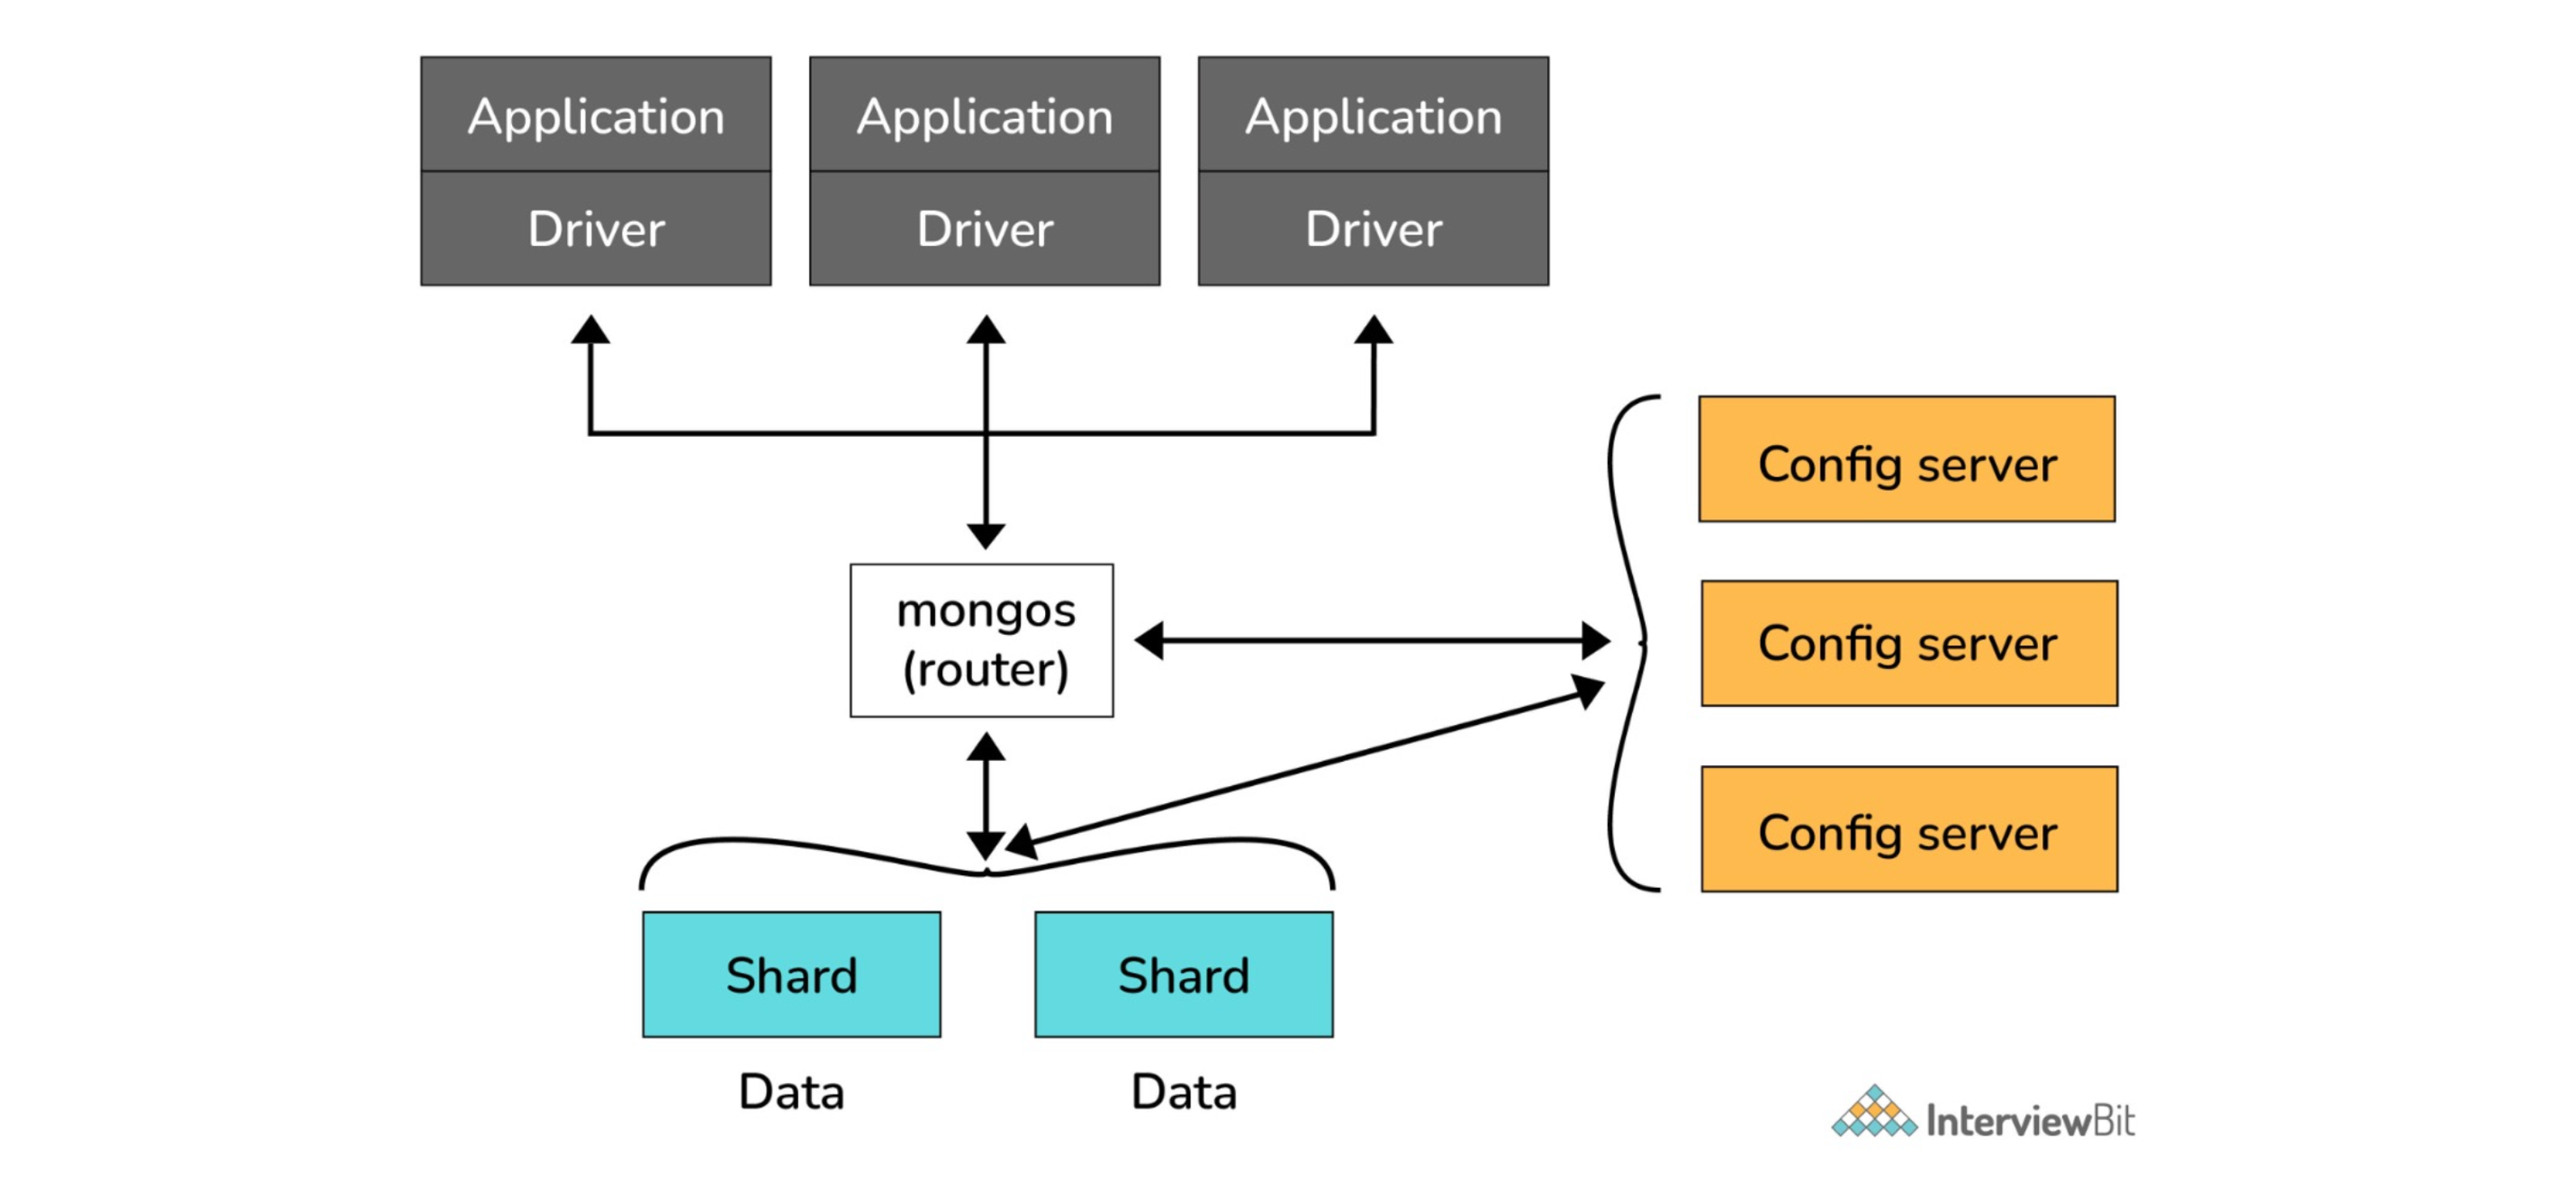 Application
Application
Application
Driver
Driver
Driver
Config server
mongos
(router)
Config server
Config server
Shard
Shard
Data
Data
InterviewBit